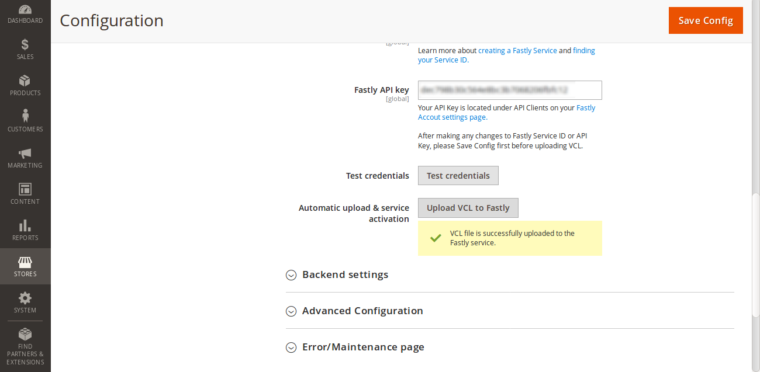 Configuration
Save Config
DASHBOARD
SALES
PRODUCTS
CUSTOMERS
MARKETING
CONTENT
REPORTS
STORES
SYSTEM
FIND
PARTNERS &
EXTENSIONS
Learn more about creating a Fastly Service and finding
your Service ID.
Fastly API key
[global]
Your API Key is located under API Clients on your Fastly
Accout settings page.
After making any changes to Fastly Service ID or API
Key, please Save Config first before uploading VCL.
Test credentials Test credentials
Automatic upload & service
activation
Upload VCL to Fastly
VCL file is successfully uploaded to the
Fastly service.
Backend settings
Advanced Configuration
Error/Maintenance page